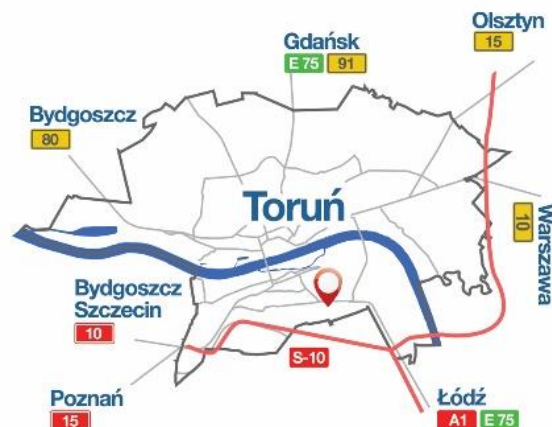 Olsztyn
15
Gdańsk
E 75 91
Bydgoszcz
80
Toruń
Warszawa
10
Bydgoszcz
Szczecin
10
S-10
Poznań
15
Łódź
A1 E 75